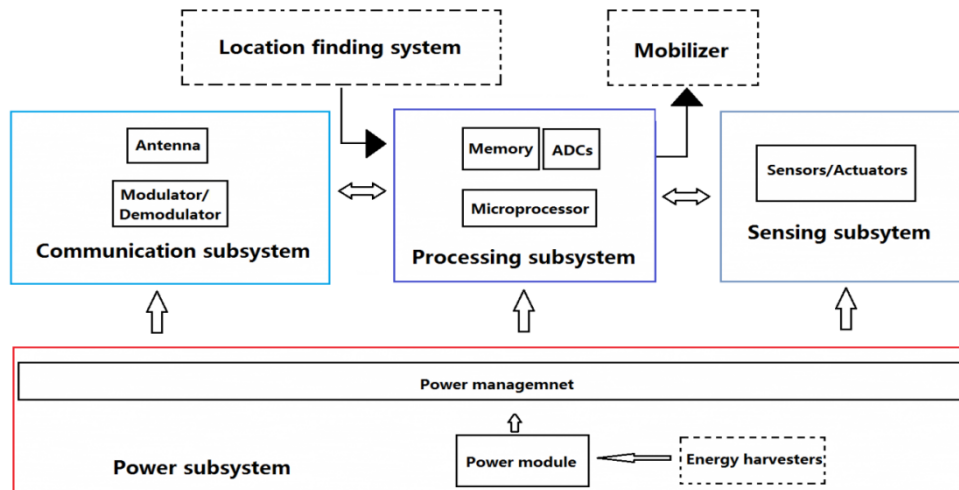 Location finding system
Mobilizer
Antenna
Modulator/
Demodulator
Communication subsystem
Memory
ADCs
Microprocessor
Processing subsystem
Sensors/Actuators
Sensing subsytem
Power managemnet
Power module
Energy harvesters
Power subsystem